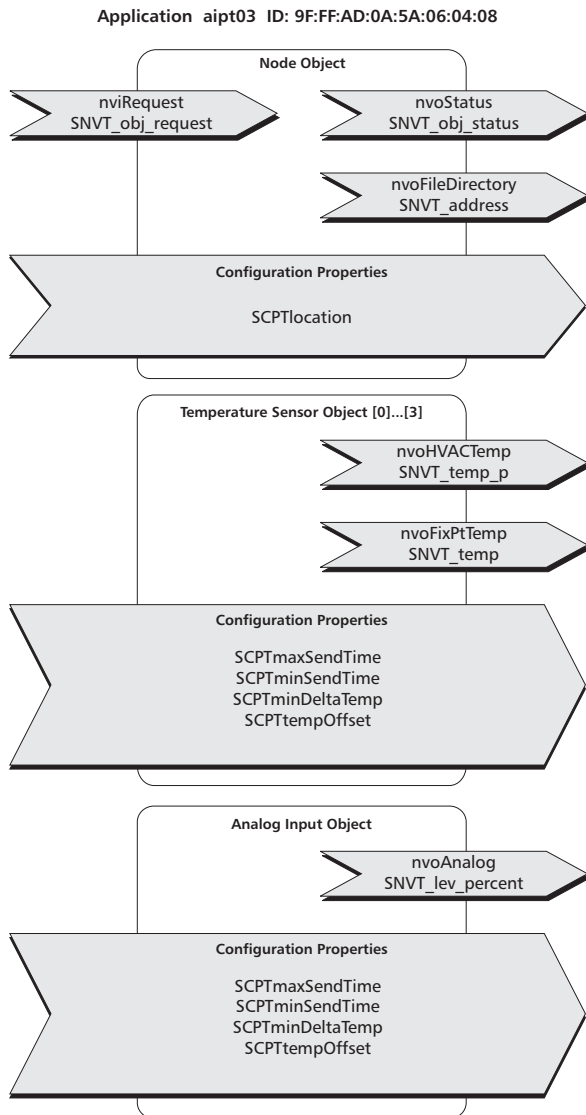 Application aipt03 ID: 9F:FF:AD:0A:5A:06:04:08
Node Object
nviRequest
SNVT_obj_request
nvoStatus
SNVT_obj_status
nvoFileDirectory
SNVT_address
Configuration Properties
SCPTlocation
Temperature Sensor Object [0]...[3]
nvoHVACTemp
SNVT_temp_p
nvoFixPtTemp
SNVT_temp
Configuration Properties
SCPTmaxSendTime
SCPTminSendTime
SCPTminDeltaTemp
SCPTtempOffset
Analog Input Object
nvoAnalog
SNVT_lev_percent
Configuration Properties
SCPTmaxSendTime
SCPTminSendTime
SCPTminDeltaTemp
SCPTtempOffset